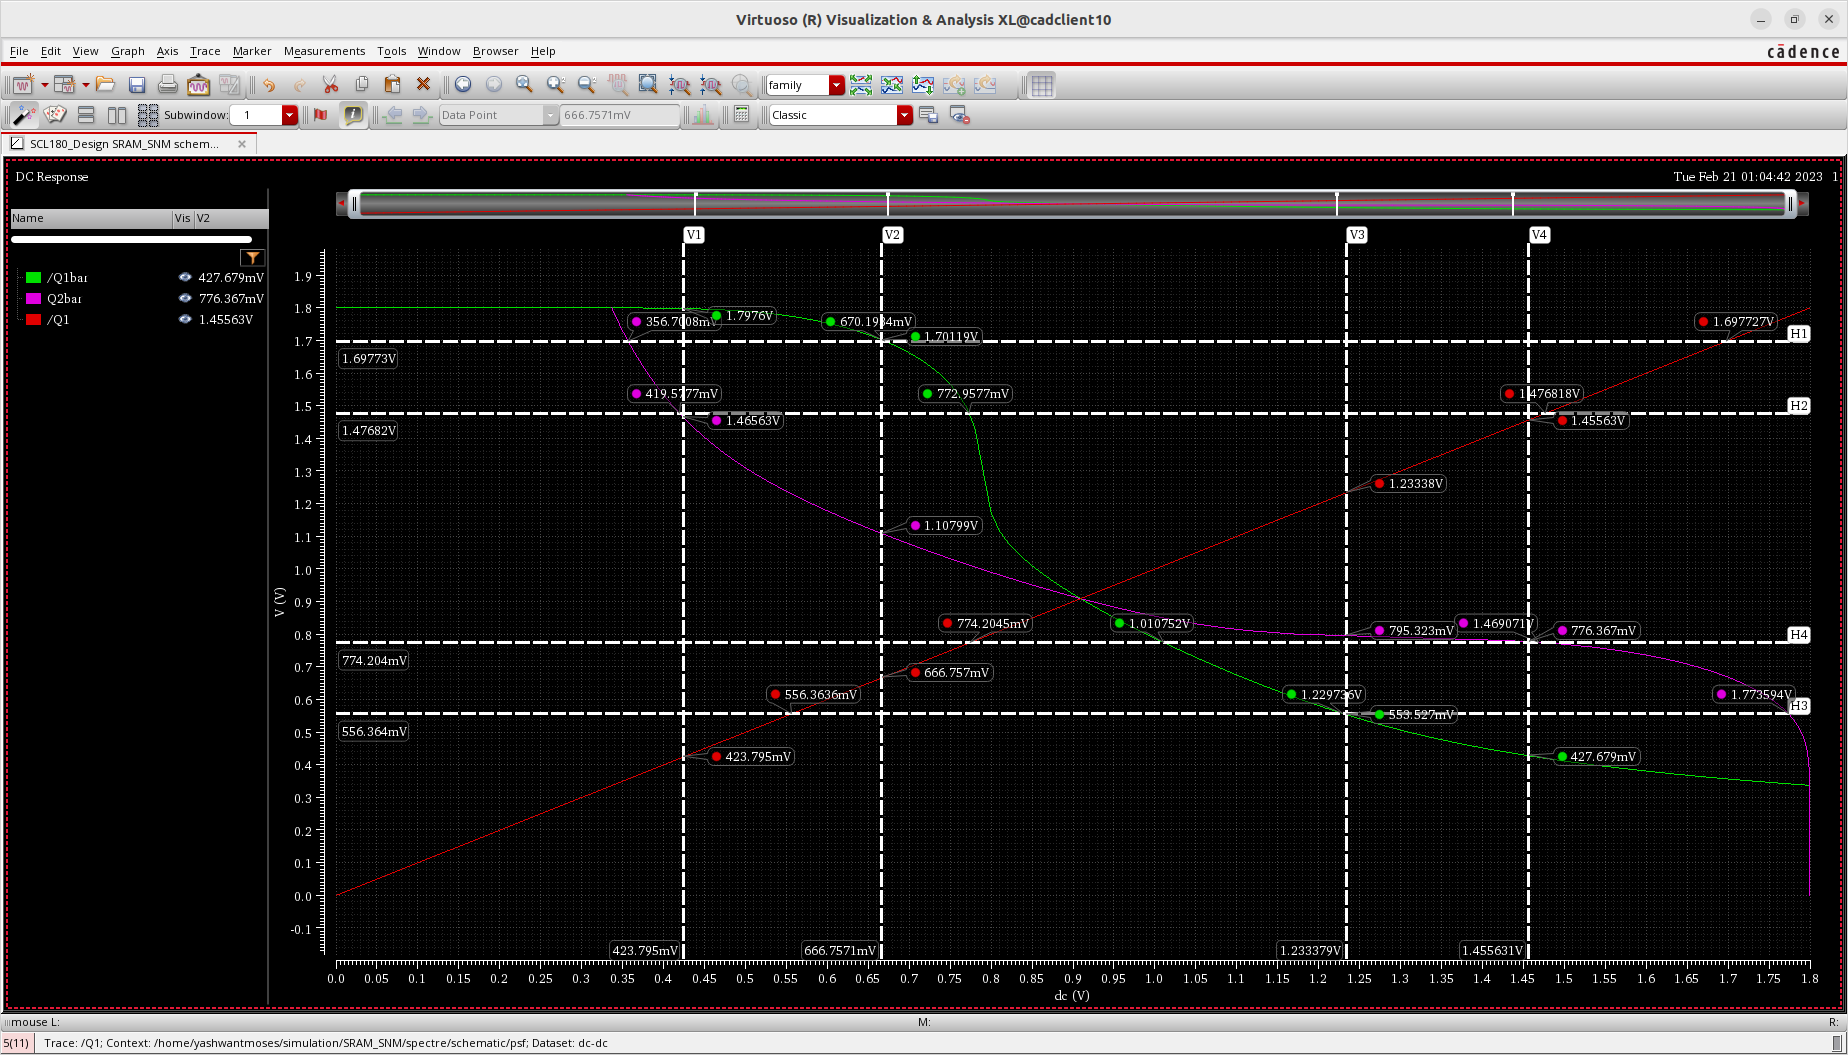 Virtuoso (R) Visualization & Analysis XL@cadclient10
File Edit View Graph Axis Trace Marker Measurements Tools Window Browser Help
cādence
family
Subwindow: 1 Data Point 666.7571mV Classic
SCL180_Design SRAM_SNM schem...
DC Response
Tue Feb 21 01:04:42 2023 1
Name Vis V2
/Q1bar 427.679mV
Q2bar 776.367mV
/Q1 1.45563V
V1 V2 V3 V4
1.9
1.8
1.7
1.6
1.5
1.4
1.3
1.2
1.1
1.0
0.9
0.8
0.7
0.6
0.5
0.4
0.3
0.2
0.1
0.0
-0.1
V (V)
356.7008mV 1.7976V 670.1934mV 1.70119V 1.697727V
H1
1.69773V
419.5777mV 772.9577mV 1.476818V
H2
1.46563V 1.45563V
1.47682V
1.23338V
1.10799V
774.2045mV 1.010752V 795.323mV 1.469071V 776.367mV
H4
774.204mV
666.757mV
556.3636mV 1.229736V 1.773594V
H3
553.527mV
556.364mV
423.795mV 427.679mV
423.795mV 666.7571mV 1.233379V 1.455631V
0.0 0.05 0.1 0.15 0.2 0.25 0.3 0.35 0.4 0.45 0.5 0.55 0.6 0.65 0.7 0.75 0.8 0.85 0.9 0.95 1.0 1.05 1.1 1.15 1.2 1.25 1.3 1.35 1.4 1.45 1.5 1.55 1.6 1.65 1.7 1.75 1.8
dc (V)
mouse L: M: R:
5(11) Trace: /Q1; Context: /home/yashwantmoses/simulation/SRAM_SNM/spectre/schematic/psf; Dataset: dc-dc